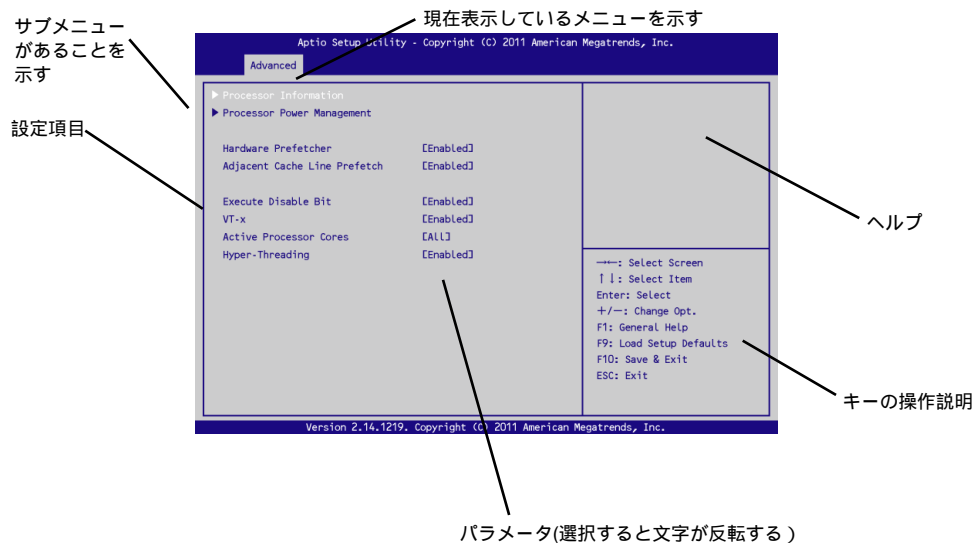 現在表示しているメニューを示す
サブメニュー
があることを
示す
Aptio Setup Utility - Copyright (C) 2011 American Megatrends, Inc.
Advanced
▶ Processor Information
▶ Processor Power Management
設定項目
Hardware Prefetcher [Enabled]
Adjacent Cache Line Prefetch [Enabled]
Execute Disable Bit [Enabled]
VT-x [Enabled]
Active Processor Cores [All]
Hyper-Threading [Enabled]
ヘルプ
→←: Select Screen
↑↓: Select Item
Enter: Select
+/-: Change Opt.
F1: General Help
F9: Load Setup Defaults
F10: Save & Exit
ESC: Exit
キーの操作説明
Version 2.14.1219. Copyright (C) 2011 American Megatrends, Inc.
パラメータ(選択すると文字が反転する)